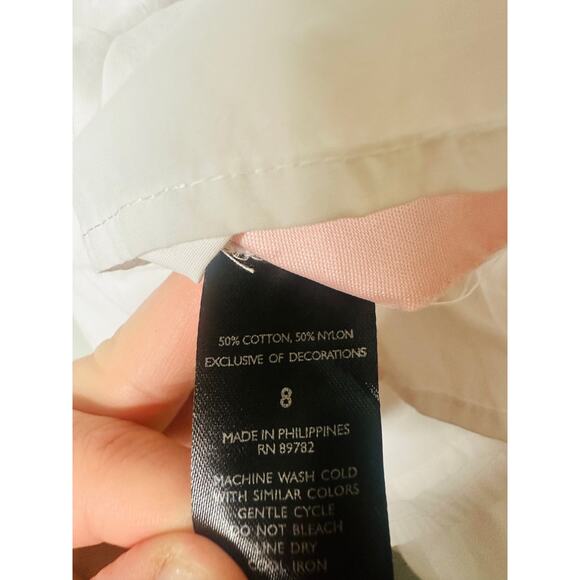 50% COTTON, 50% NYLON
EXCLUSIVE OF DECORATIONS
8
MADE IN PHILIPPINES
RN 89782
MACHINE WASH COLD
WITH SIMILAR COLORS
GENTLE CYCLE
DO NOT BLEACH
LINE DRY
COOL IRON